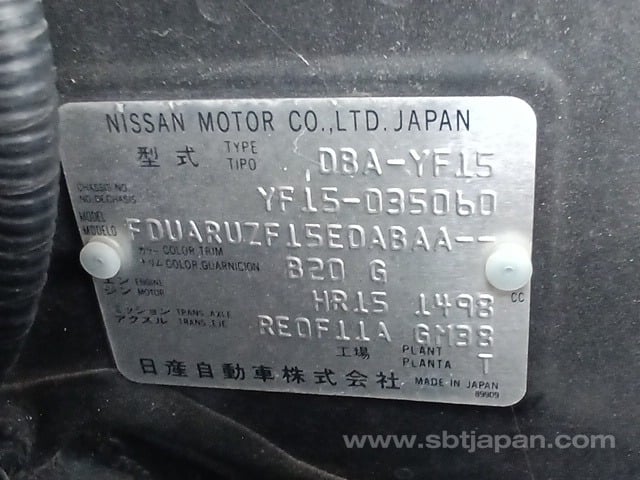 NISSAN MOTOR CO.,LTD. JAPAN
型式 TYPE TIPO DBA-YF15
CHASSIS NO. NO.DE.CHASIS YF15-035060
MODEL MODELO FDUARUZF15EDABAA--
カラー COLOR,TRIM トリム COLOR,GUARNICION B20 G
エンジン ENGINE MOTOR HR15 1498 CC
ミッション TRANS. AXLE アクスル TRANS. EJE RE0F11A GM38
工場 PLANT PLANTA T
日産自動車株式会社 MADE IN JAPAN
89909
www.sbtjapan.com